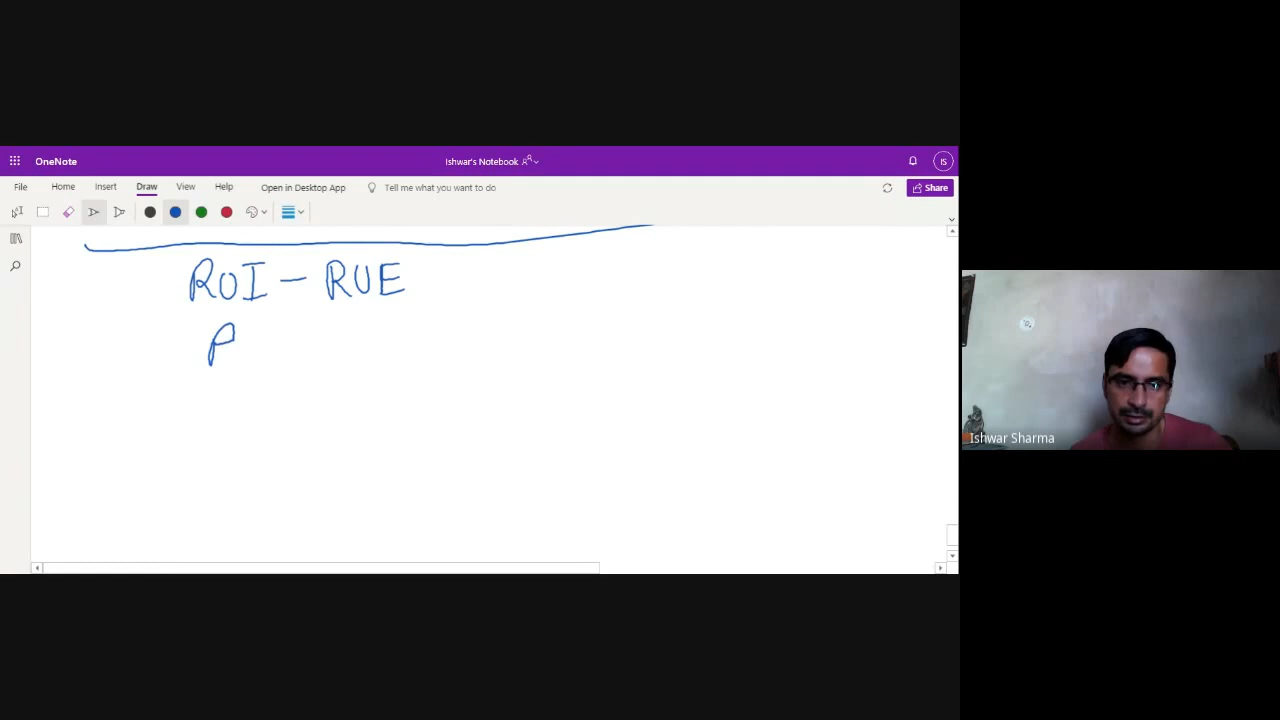 OneNote
Ishwar's Notebook
IS
File Home Insert Draw View Help Open in Desktop App Tell me what you want to do
Share
ROI - RUE
P
Ishwar Sharma